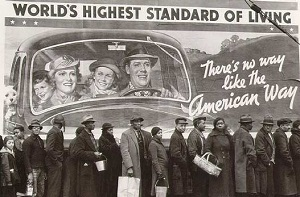 WORLD'S HIGHEST STANDARD OF LIVING
There's no way
like the
American Way